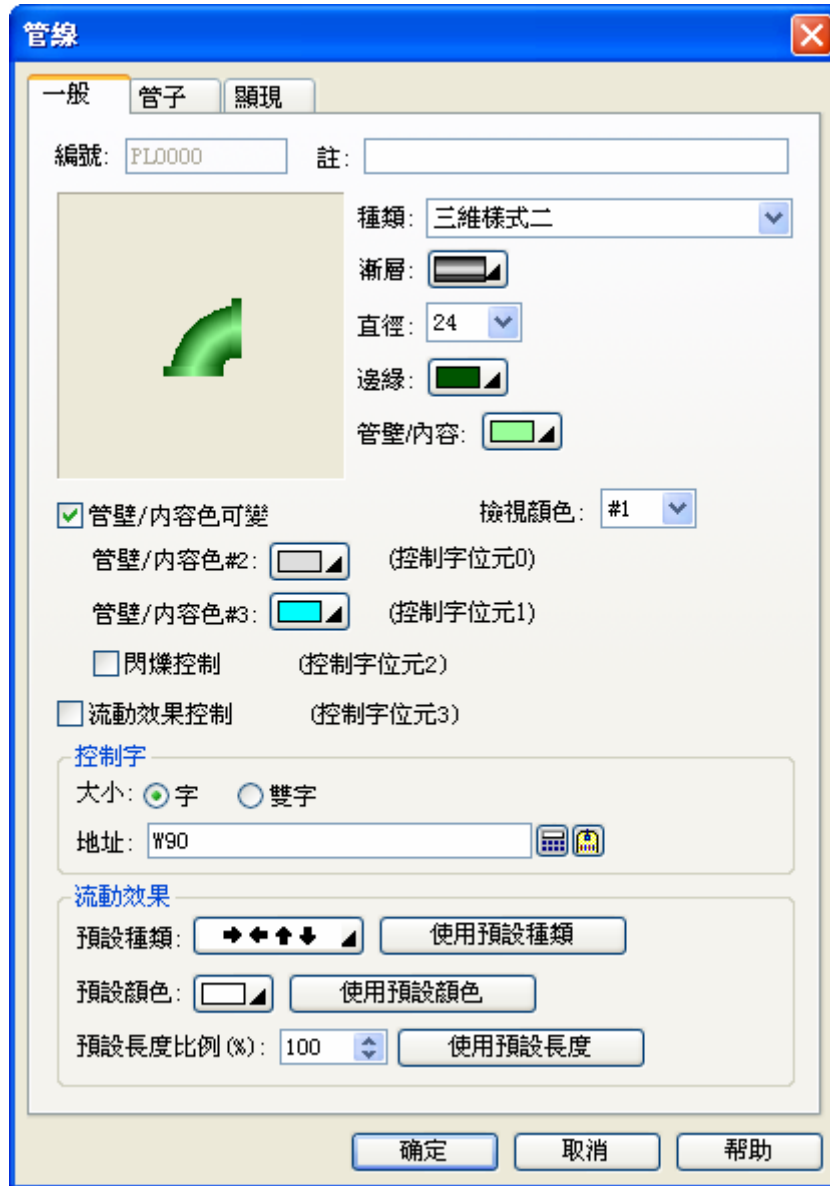 管線
一般 管子 顯現
編號: PL0000 註:
種類: 三維樣式二
漸層:
直徑: 24
邊緣:
管壁/内容:
管壁/内容色可變 檢視顏色: #1
管壁/内容色#2: (控制字位元0)
管壁/内容色#3: (控制字位元1)
閃爍控制 (控制字位元2)
流動效果控制 (控制字位元3)
控制字
大小: 字 雙字
地址: W90
流動效果
預設種類: 使用預設種類
預設顏色: 使用預設顏色
預設長度比例(%): 100 使用預設長度
确定 取消 帮助